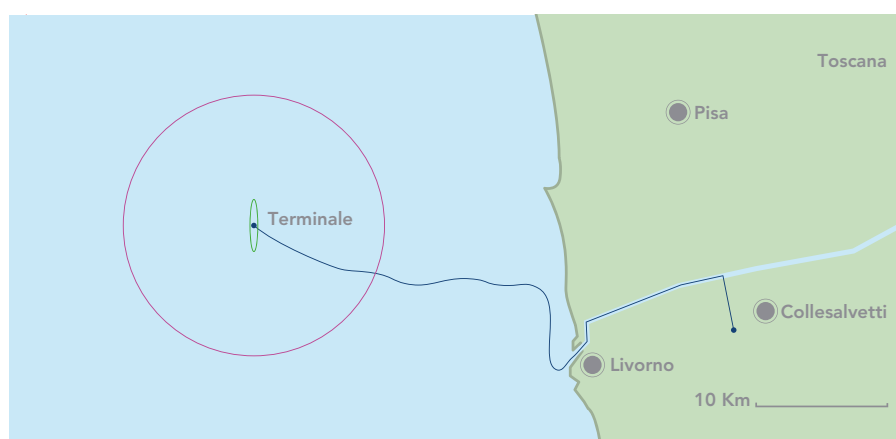 Toscana
Pisa
Terminale
Collesalvetti
Livorno
10 Km